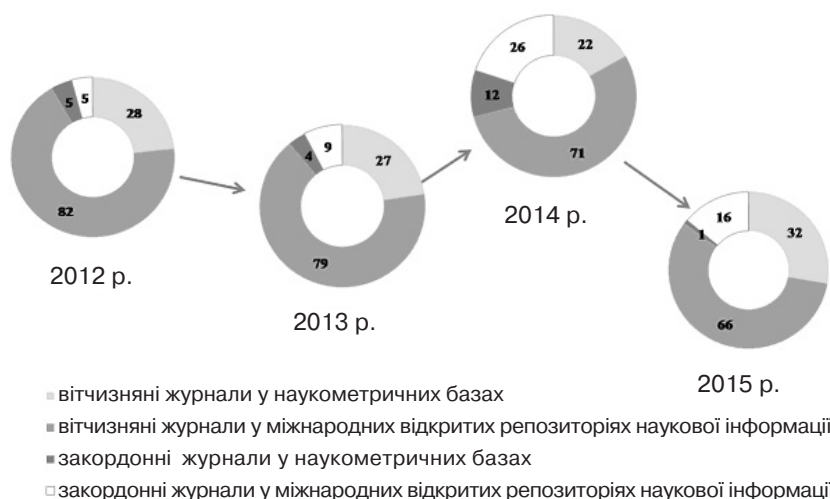 5
5
28
82
2012 р.
4
9
27
79
2013 р.
26
22
12
71
2014 р.
16
32
1
66
2015 р.
вітчизняні журнали у наукометричних базах
вітчизняні журнали у міжнародних відкритих репозиторіях наукової інформації
закордонні журнали у наукометричних базах
закордонні журнали у міжнародних відкритих репозиторіях наукової інформації